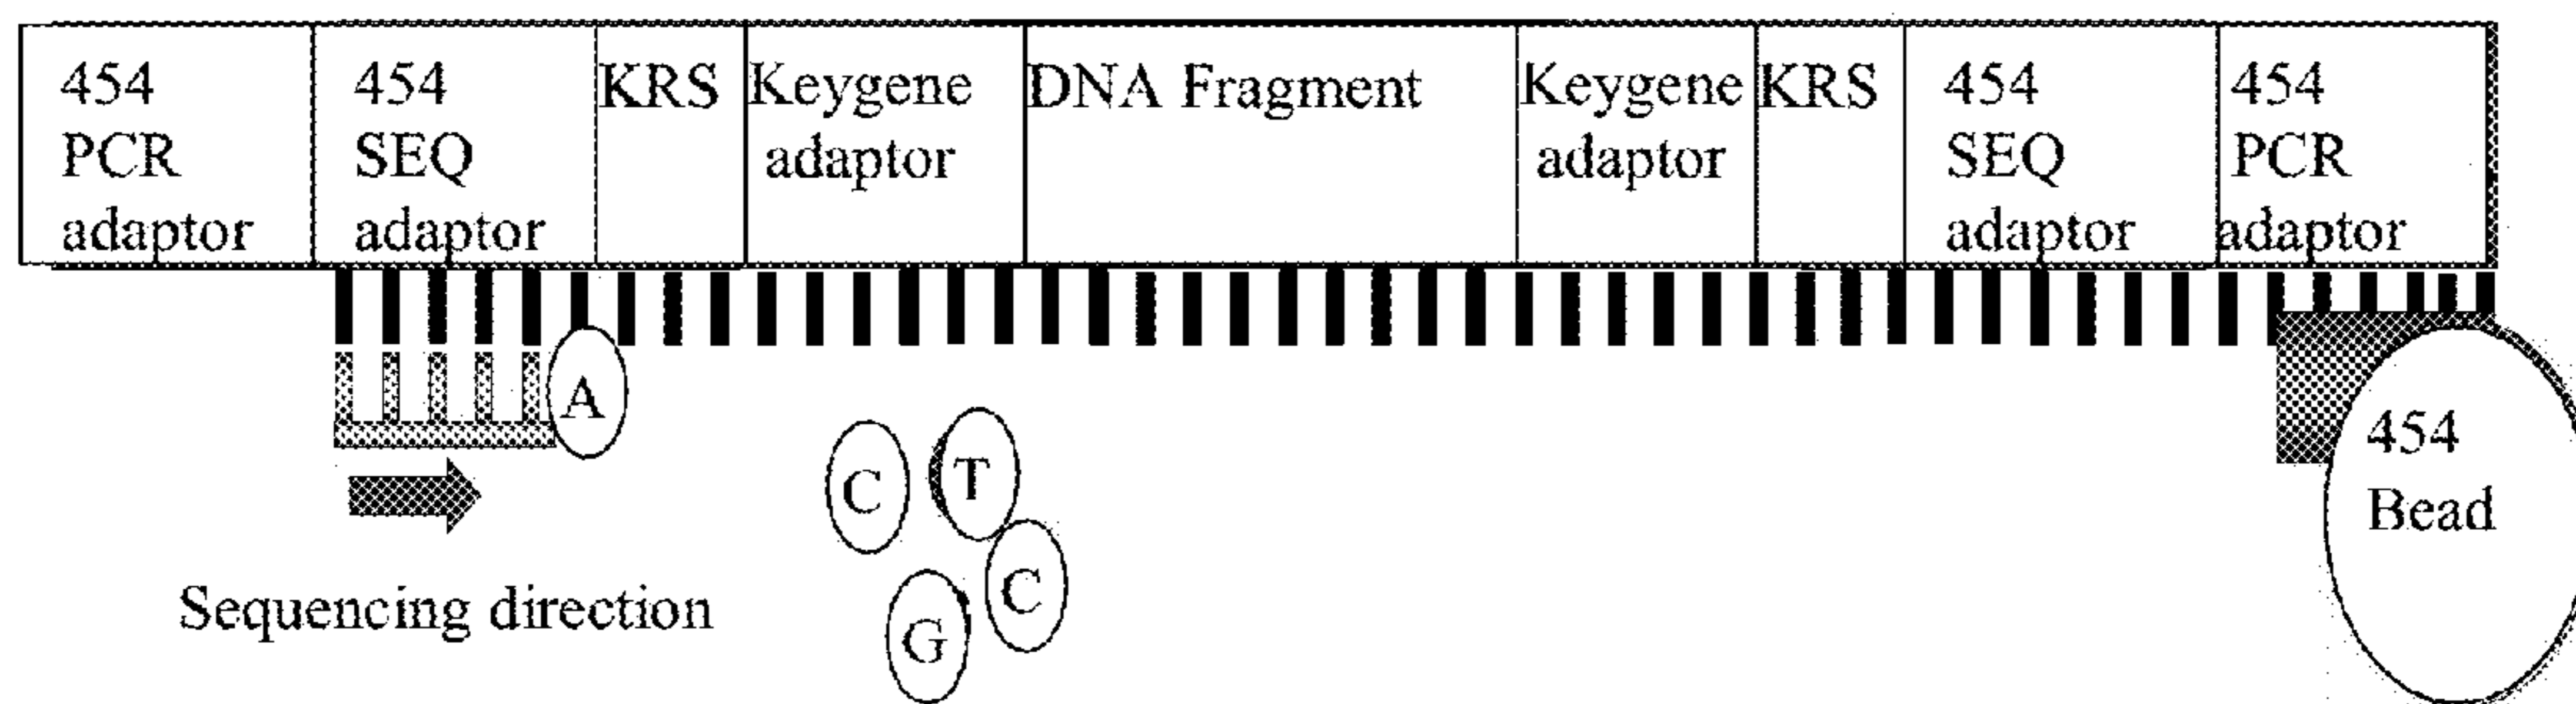 454
PCR
adaptor
454
SEQ
adaptor
KRS
Keygene
adaptor
DNA Fragment
Keygene
adaptor
KRS
454
SEQ
adaptor
454
PCR
adaptor
A
C
T
C
G
454
Bead
Sequencing direction